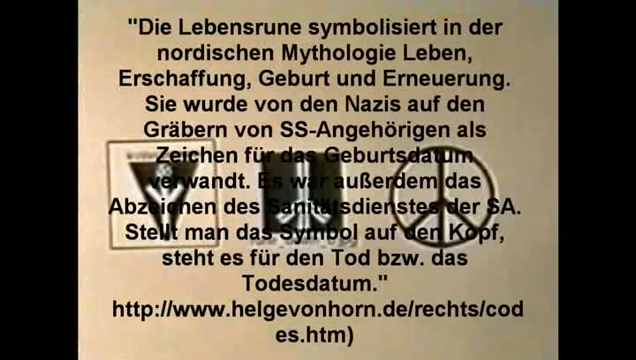 "Die Lebensrune symbolisiert in der
nordischen Mythologie Leben,
Erschaffung, Geburt und Erneuerung.
Sie wurde von den Nazis auf den
Gräbern von SS-Angehörigen als
Zeichen für das Geburtsdatum
verwandt. Es war außerdem das
Abzeichen des Sanitätsdienstes der SA.
Stellt man das Symbol auf den Kopf,
steht es für den Tod bzw. das
Todesdatum."
http://www.helgevonhorn.de/rechts/cod
es.htm)